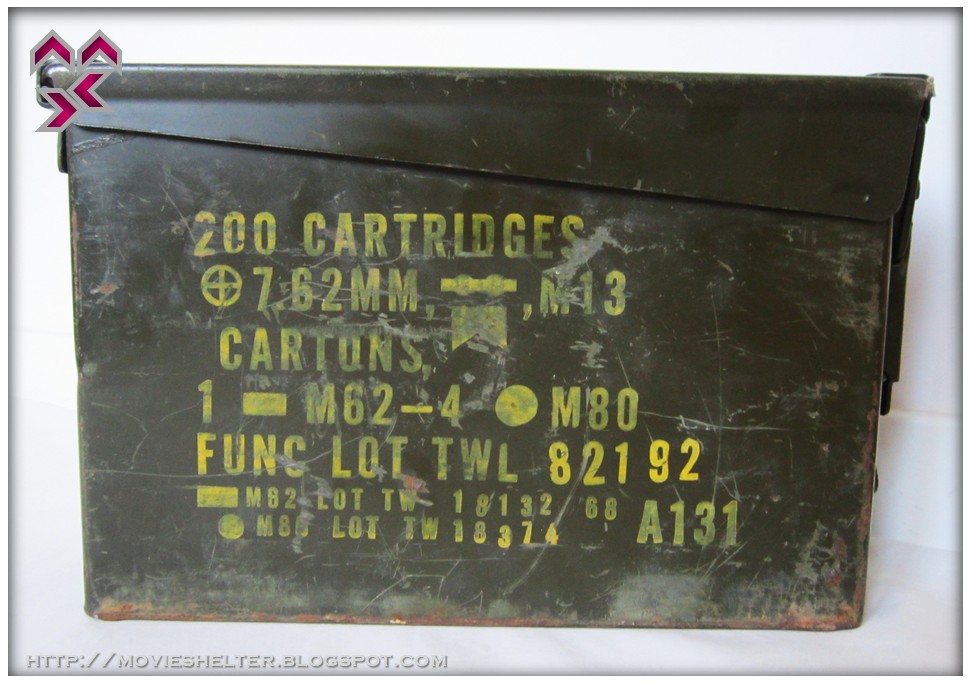 200 CARTRIDGES
7.62MM, ,M13
CARTONS,
1 M62-4 M80
FUNC LOT TWL 82192
M62 LOT TW 18132 68
M80 LOT TW 18374
A131
HTTP://MOVIESHELTER.BLOGSPOT.COM